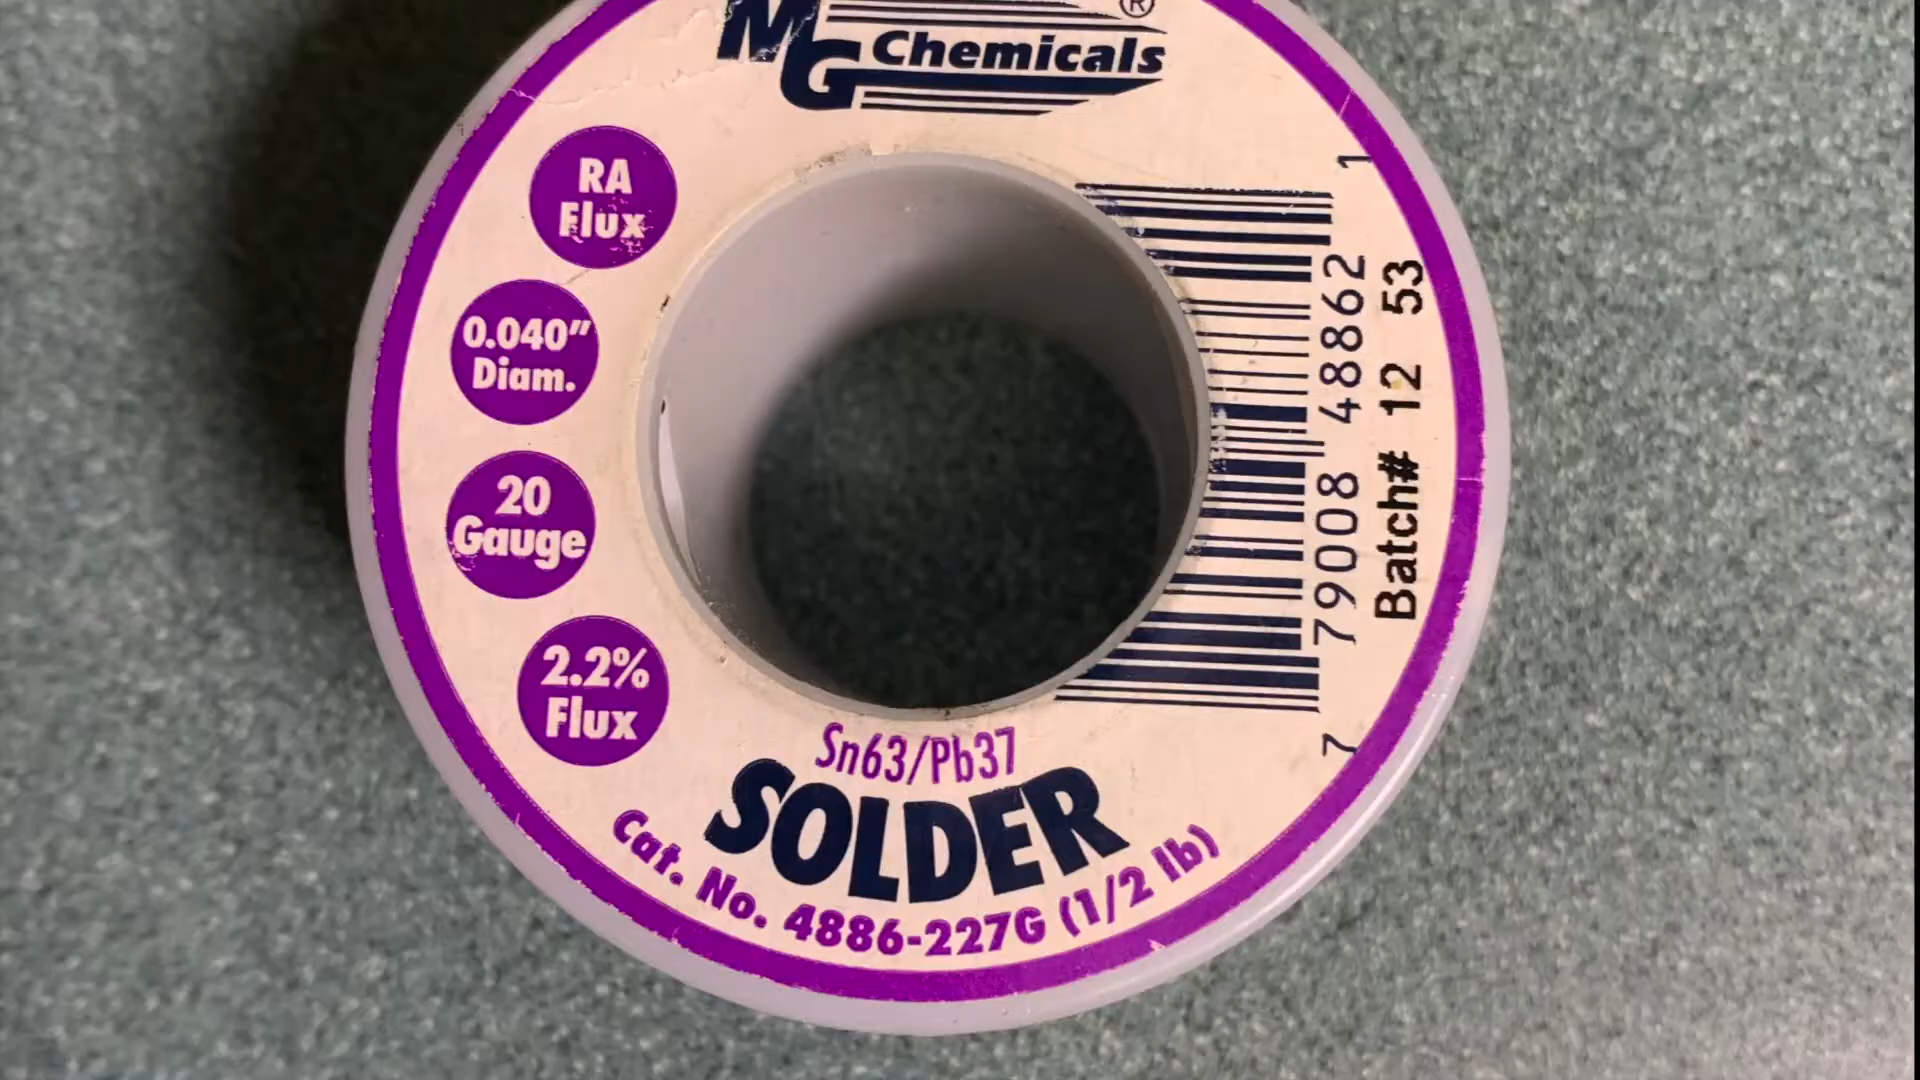 MG Chemicals®
RA
Flux
0.040"
Diam.
20
Gauge
2.2%
Flux
Sn63/Pb37
SOLDER
Cat. No. 4886-227G (1/2 lb)
7 79008 48862 1
Batch# 12 53